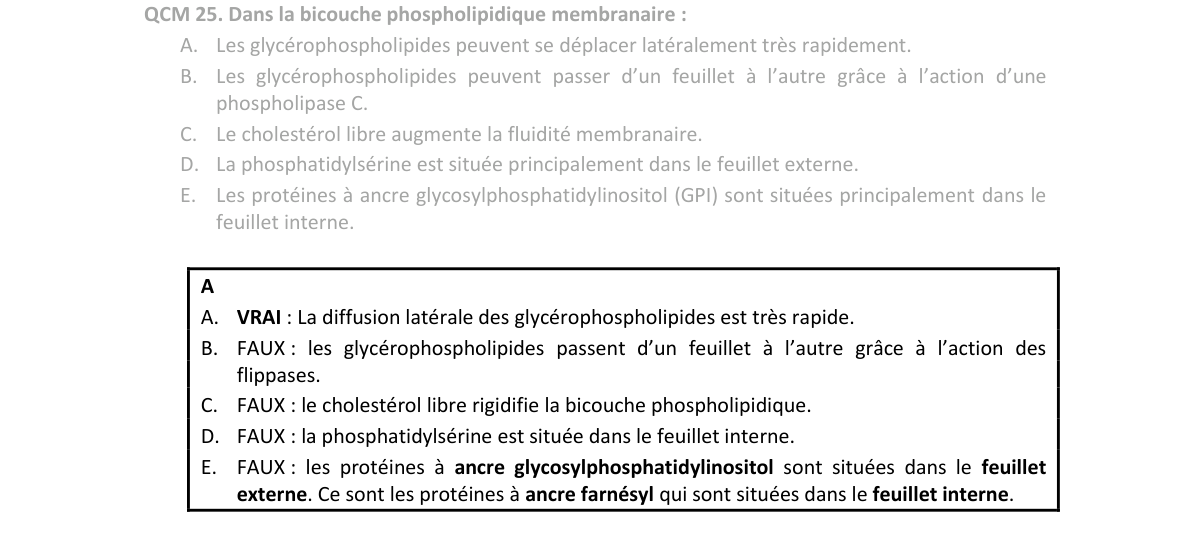 QCM 25. Dans la bicouche phospholipidique membranaire :
A. Les glycérophospholipides peuvent se déplacer latéralement très rapidement.
B. Les glycérophospholipides peuvent passer d’un feuillet à l’autre grâce à l’action d’une
phospholipase C.
C. Le cholestérol libre augmente la fluidité membranaire.
D. La phosphatidylsérine est située principalement dans le feuillet externe.
E. Les protéines à ancre glycosylphosphatidylinositol (GPI) sont situées principalement dans le
feuillet interne.
A
A. VRAI : La diffusion latérale des glycérophospholipides est très rapide.
B. FAUX : les glycérophospholipides passent d’un feuillet à l’autre grâce à l’action des
flippases.
C. FAUX : le cholestérol libre rigidifie la bicouche phospholipidique.
D. FAUX : la phosphatidylsérine est située dans le feuillet interne.
E. FAUX : les protéines à ancre glycosylphosphatidylinositol sont situées dans le feuillet
externe. Ce sont les protéines à ancre farnésyl qui sont situées dans le feuillet interne.